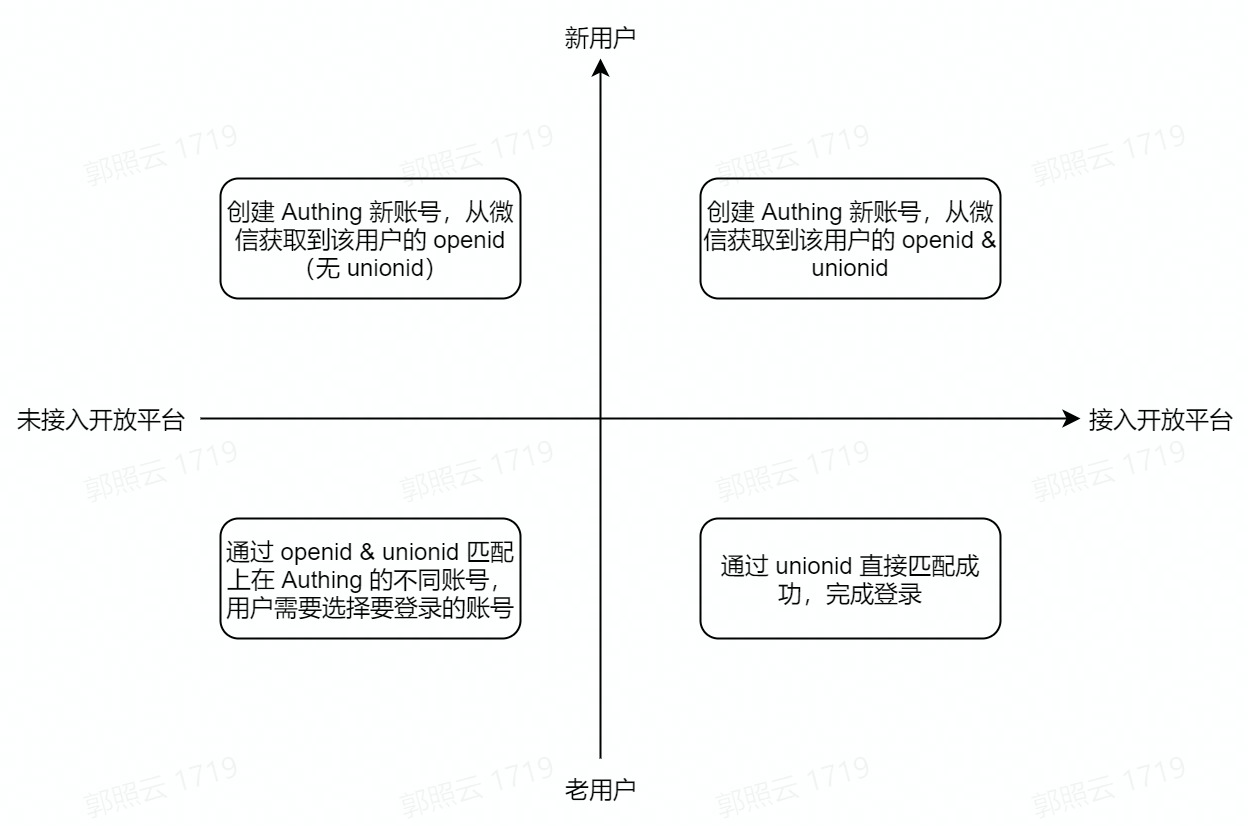 新用户
郭照云 1719
郭照云 1719
郭照云 1719
郭照云 1719
创建 Authing 新账号，从微
信获取到该用户的 openid
（无 unionid）
创建 Authing 新账号，从微
信获取到该用户的 openid &
unionid
未接入开放平台
接入开放平台
郭照云 1719
郭照云 1719
郭照云 1719
郭照云 1719
通过 openid & unionid 匹配
上在 Authing 的不同账号，
用户需要选择要登录的账号
通过 unionid 直接匹配成
功，完成登录
老用户
郭照云 1719
郭照云 1719
郭照云 1719
郭照云 1719